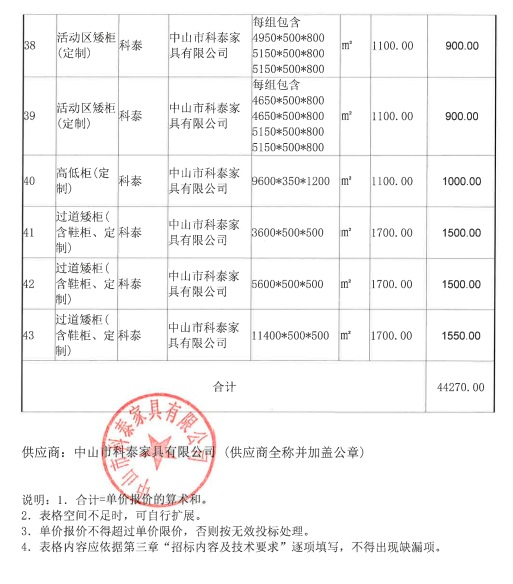 38 活动区矮柜(定制) 科泰 中山市科泰家具有限公司 每组包含 4950*500*800 5150*500*800 5150*500*800 m² 1100.00 900.00
39 活动区矮柜(定制) 科泰 中山市科泰家具有限公司 每组包含 4650*500*800 4650*500*800 5150*500*800 5150*500*800 m² 1100.00 900.00
40 高低柜(定制) 科泰 中山市科泰家具有限公司 9600*350*1200 m² 1100.00 1000.00
41 过道矮柜(含鞋柜、定制) 科泰 中山市科泰家具有限公司 3600*500*500 m² 1700.00 1500.00
42 过道矮柜(含鞋柜、定制) 科泰 中山市科泰家具有限公司 5600*500*500 m² 1700.00 1500.00
43 过道矮柜(含鞋柜、定制) 科泰 中山市科泰家具有限公司 11400*500*500 m² 1700.00 1550.00
合计 44270.00
中山市科泰家具有限公司
供应商：中山市科泰家具有限公司 (供应商全称并加盖公章)
说明：1. 合计=单价报价的算术和。
2. 表格空间不足时，可自行扩展。
3. 单价报价不得超过单价限价，否则按无效投标处理。
4. 表格内容应依据第三章“招标内容及技术要求”逐项填写，不得出现缺漏项。